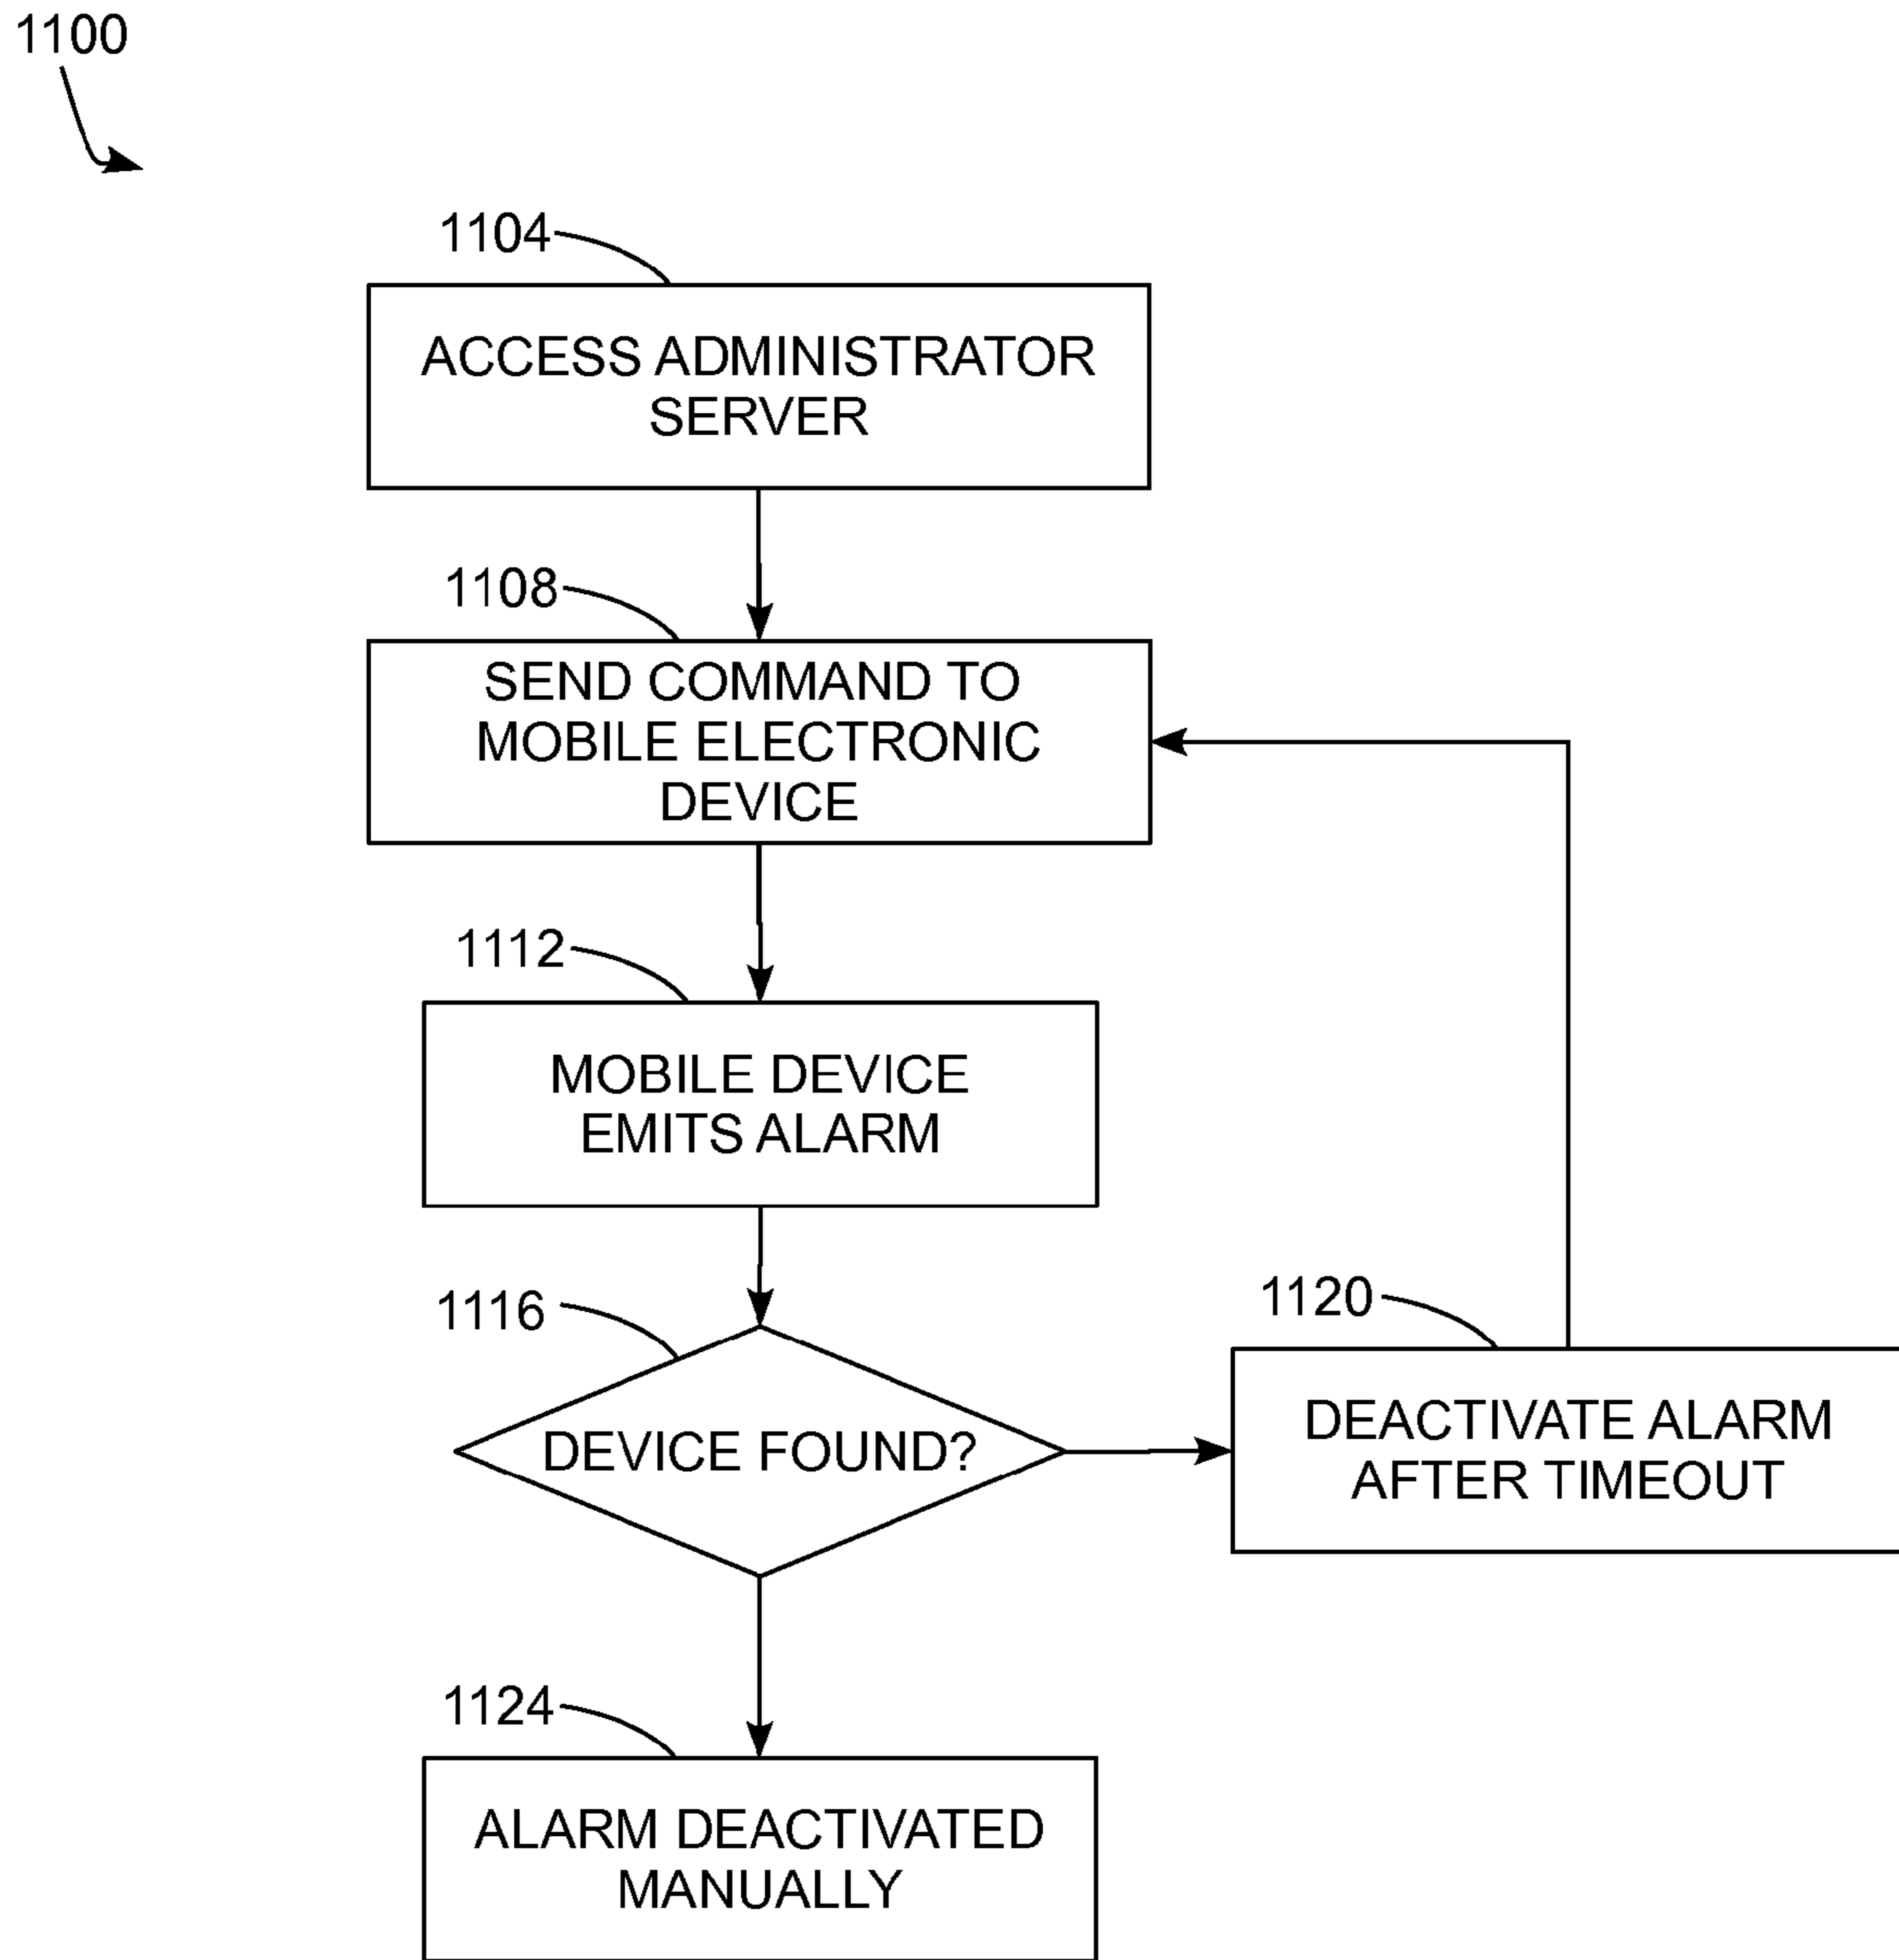 1100
1104
ACCESS ADMINISTRATOR
SERVER
1108
SEND COMMAND TO
MOBILE ELECTRONIC
DEVICE
1112
MOBILE DEVICE
EMITS ALARM
1116
DEVICE FOUND?
1120
DEACTIVATE ALARM
AFTER TIMEOUT
1124
ALARM DEACTIVATED
MANUALLY